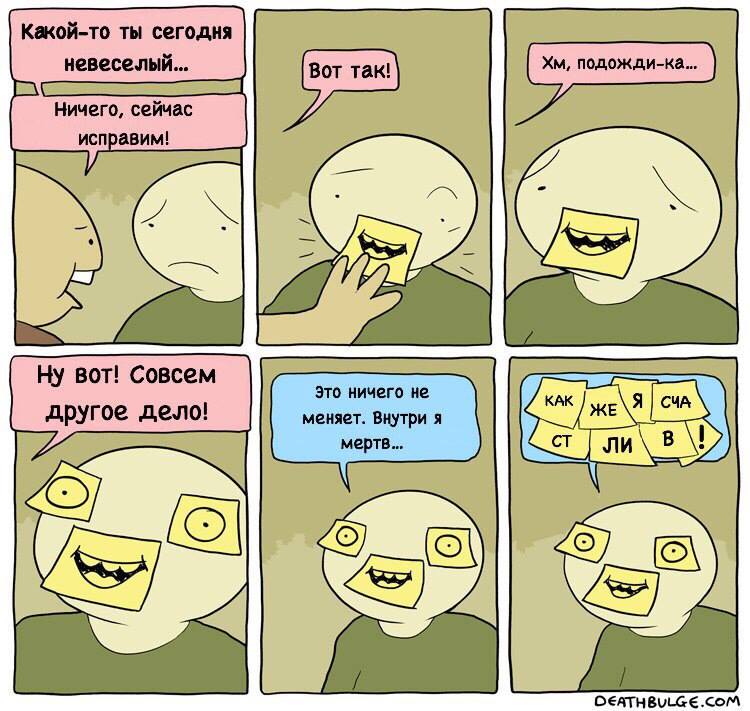 Какой-то ты сегодня
невеселый...
Ничего, сейчас
исправим!
Вот так!
Хм, подожди-ка...
Ну вот! Совсем
другое дело!
Это ничего не
меняет. Внутри я
мертв...
КАК ЖЕ Я СЧА
СТ ЛИ В !
DEATHBULGE.COM